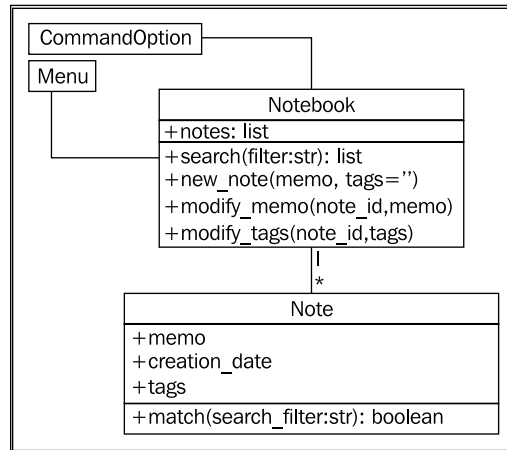 CommandOption
Menu
Notebook
+notes: list
+search(filter:str): list
+new_note(memo, tags='')
+modify_memo(note_id,memo)
+modify_tags(note_id,tags)
1
*
Note
+memo
+creation_date
+tags
+match(search_filter:str): boolean